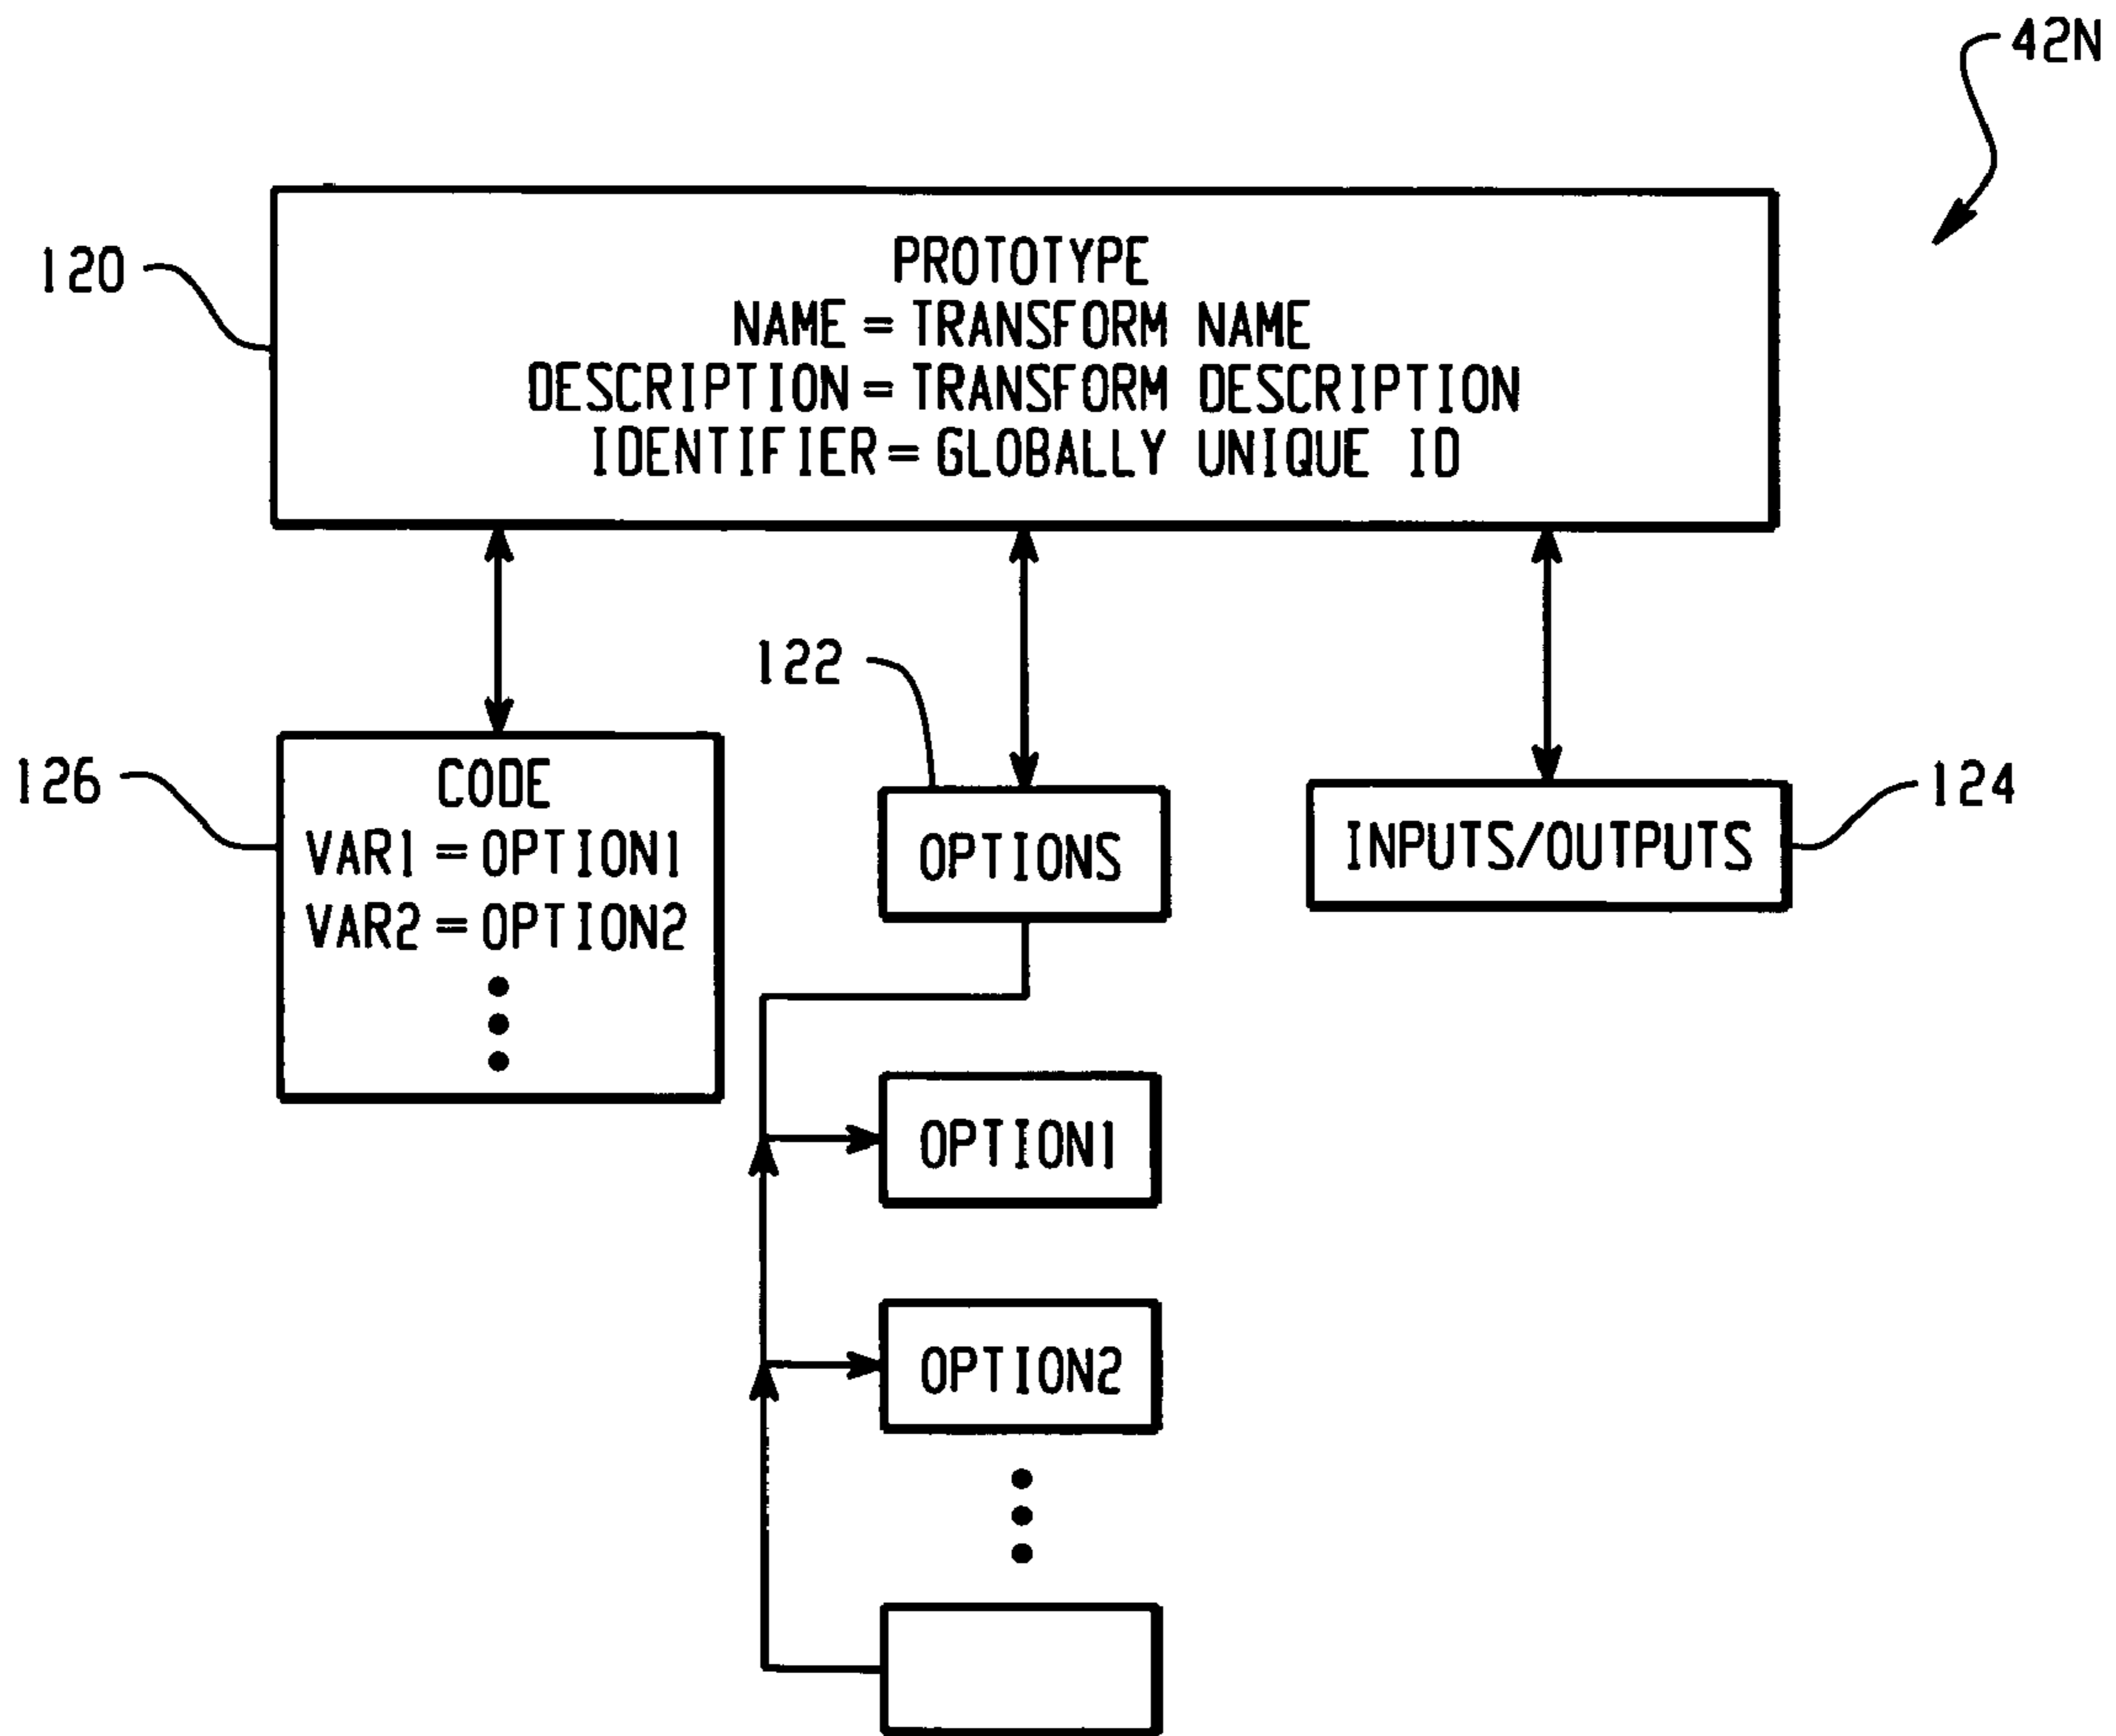 42N
120
PROTOTYPE
NAME = TRANSFORM NAME
DESCRIPTION = TRANSFORM DESCRIPTION
IDENTIFIER = GLOBALLY UNIQUE ID
122
126
CODE
VAR1 = OPTION1
VAR2 = OPTION2
OPTIONS
INPUTS/OUTPUTS
124
OPTION1
OPTION2